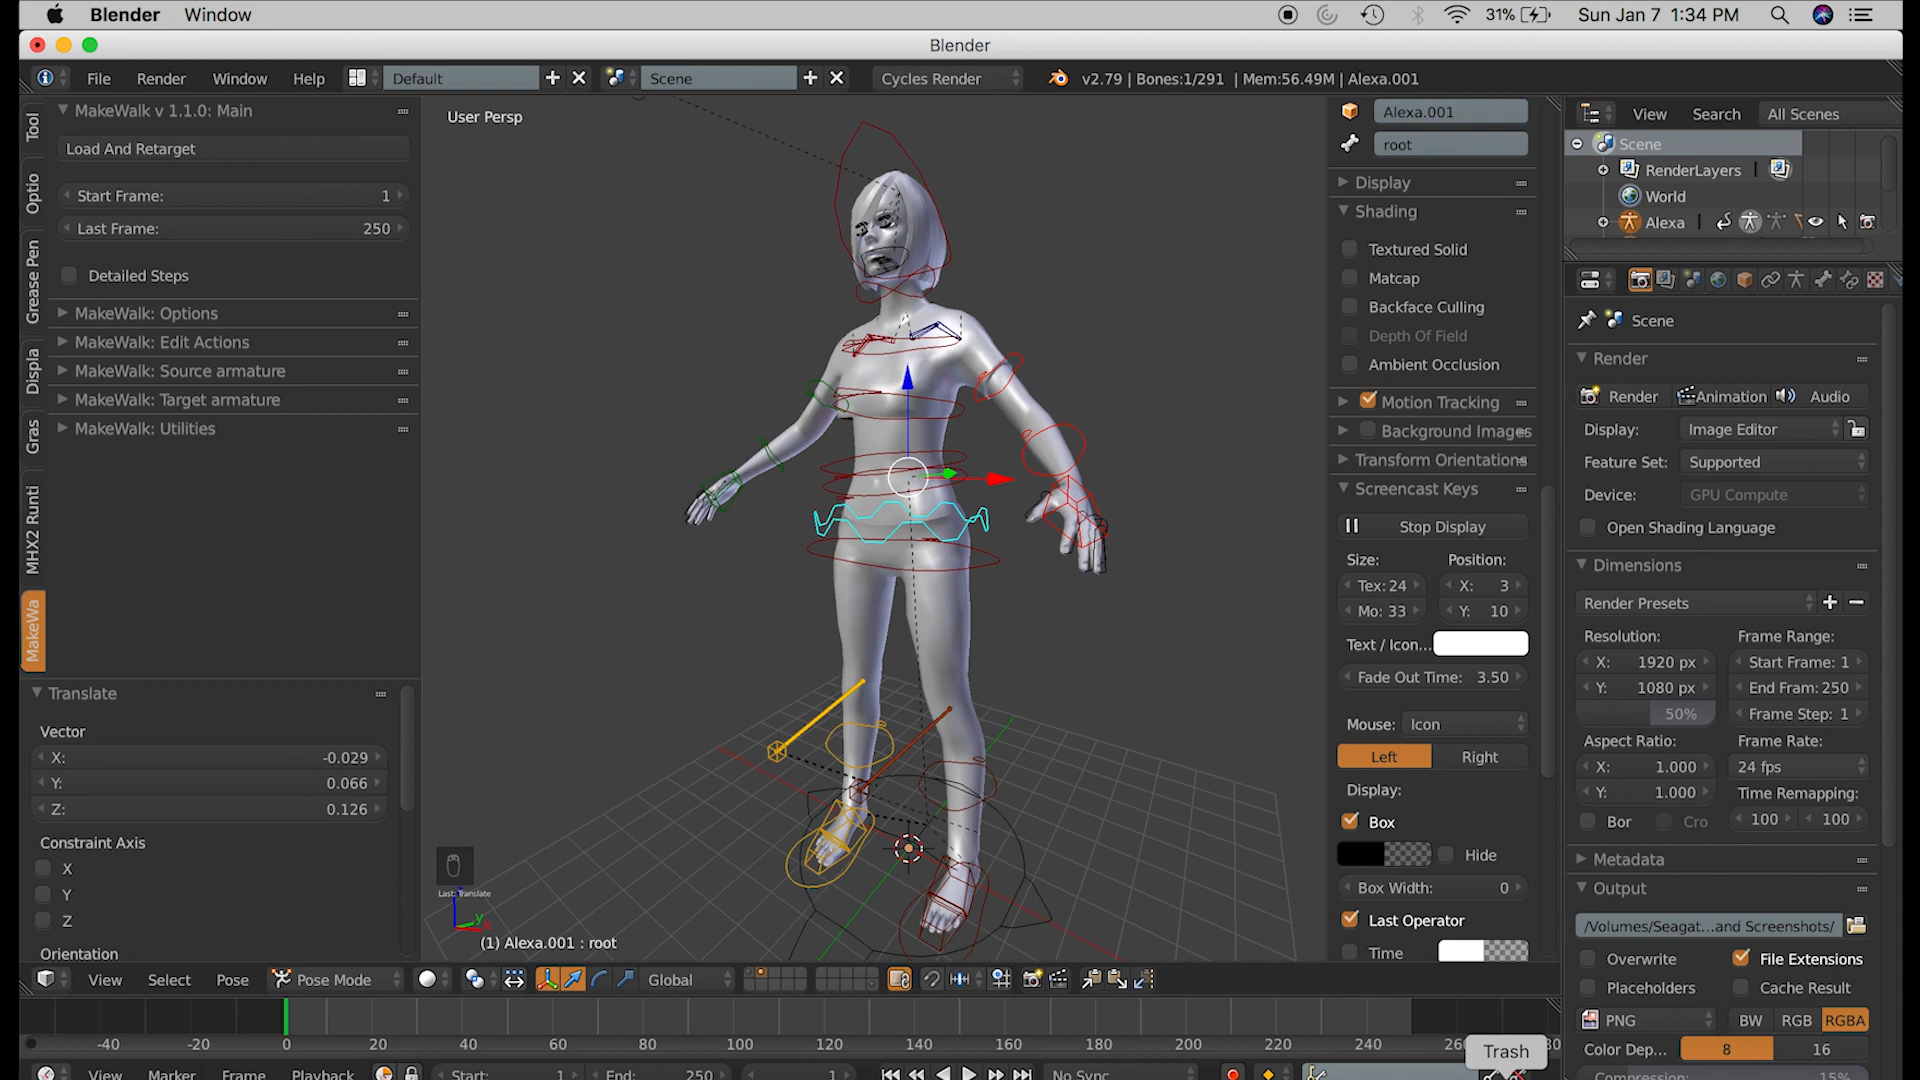 Blender Window 31% Sun Jan 7 1:34 PM
Blender
File Render Window Help Default Scene Cycles Render v2.79 | Bones:1/291 | Mem:56.49M | Alexa.001
Tool
Optio
Grease Pen
Displa
Gras
MHX2 Runti
MakeWa
MakeWalk v 1.1.0: Main
Load And Retarget
Start Frame: 1
Last Frame: 250
Detailed Steps
MakeWalk: Options
MakeWalk: Edit Actions
MakeWalk: Source armature
MakeWalk: Target armature
MakeWalk: Utilities
Translate
Vector
X: -0.029
Y: 0.066
Z: 0.126
Constraint Axis
X
Y
Z
Orientation
User Persp
Last: Translate
y
(1) Alexa.001 : root
Alexa.001
root
Display
Shading
Textured Solid
Matcap
Backface Culling
Depth Of Field
Ambient Occlusion
Motion Tracking
Background Images
Transform Orientations
Screencast Keys
Stop Display
Size: Position:
Tex: 24 X: 3
Mo: 33 Y: 10
Text / Icon...
Fade Out Time: 3.50
Mouse: Icon
Left Right
Display:
Box
Hide
Box Width: 0
Last Operator
Time
View Search All Scenes
Scene
RenderLayers
World
Alexa
Scene
Render
Render Animation Audio
Display: Image Editor
Feature Set: Supported
Device: GPU Compute
Open Shading Language
Dimensions
Render Presets
Resolution: Frame Range:
X: 1920 px Start Frame: 1
Y: 1080 px End Fram: 250
50% Frame Step: 1
Aspect Ratio: Frame Rate:
X: 1.000 24 fps
Y: 1.000 Time Remapping:
Bor Cro 100 100
Metadata
Output
/Volumes/Seagat...and Screenshots/
Overwrite File Extensions
Placeholders Cache Result
PNG BW RGB RGBA
Color Dep... 8 16
Compression: 15%
View Select Pose Pose Mode Global
-40 -20 0 20 40 60 80 100 120 140 160 180 200 220 240
Trash
View Marker Frame Playback Start: 1 End: 250 1 No Sync